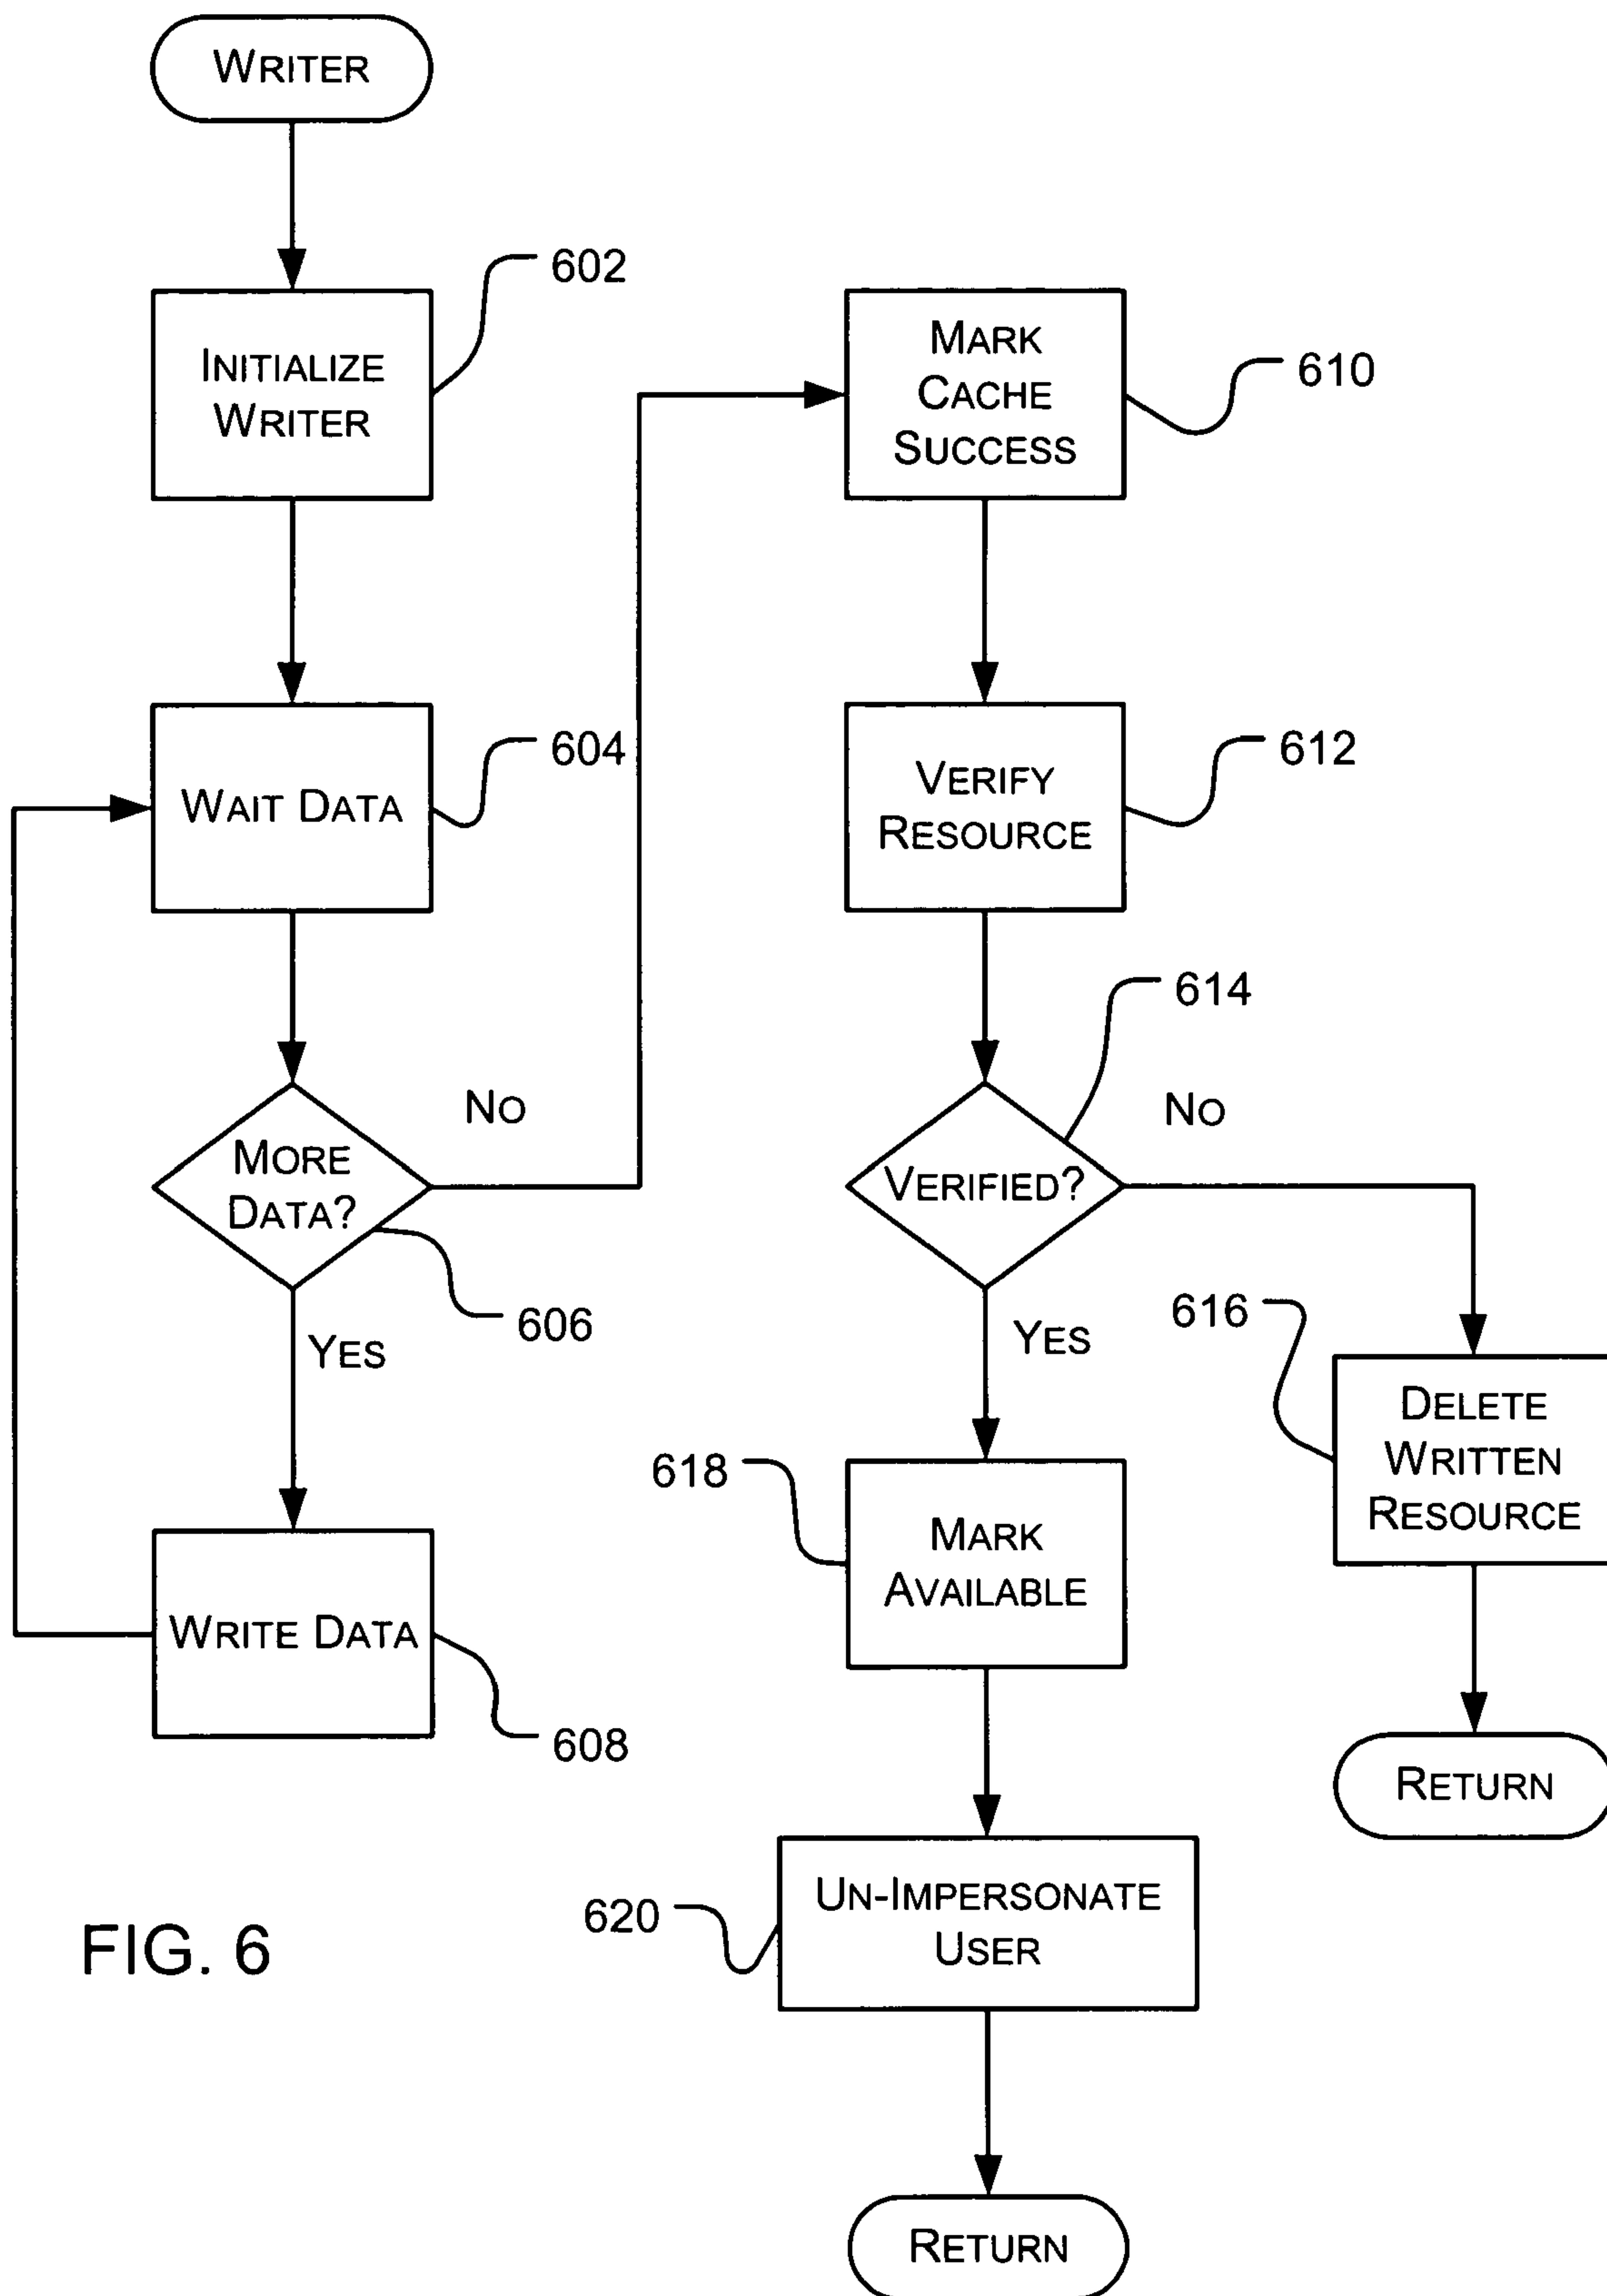 WRITER
602
INITIALIZE
WRITER
604
WAIT DATA
NO
MORE
DATA?
606
YES
WRITE DATA
608
MARK
CACHE
SUCCESS
610
VERIFY
RESOURCE
612
614
NO
VERIFIED?
YES
616
DELETE
WRITTEN
RESOURCE
RETURN
618
MARK
AVAILABLE
620
UN-IMPERSONATE
USER
RETURN
FIG. 6